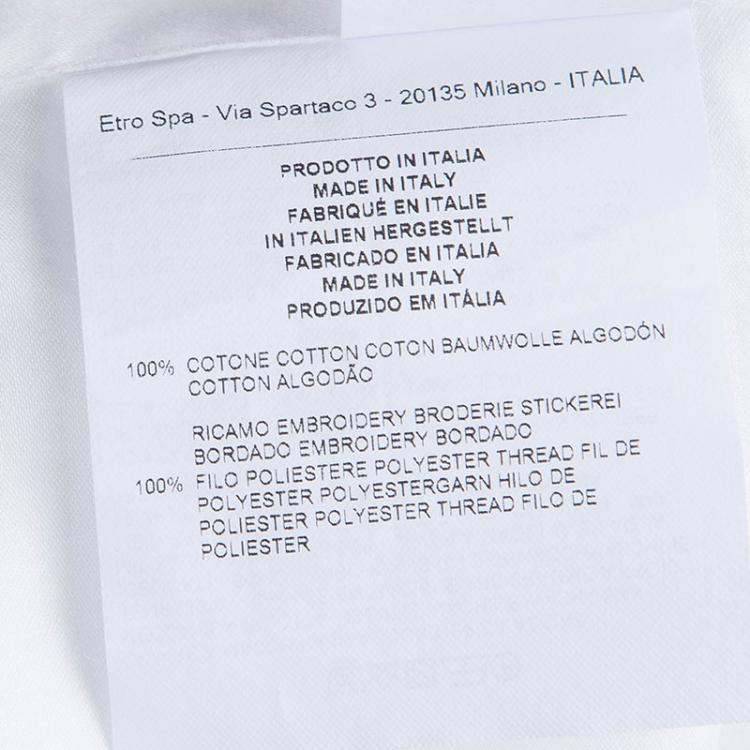 Etro Spa - Via Spartaco 3 - 20135 Milano - ITALIA
PRODOTTO IN ITALIA
MADE IN ITALY
FABRIQUÉ EN ITALIE
IN ITALIEN HERGESTELLT
FABRICADO EN ITALIA
MADE IN ITALY
PRODUZIDO EM ITÁLIA
100% COTONE COTTON COTON BAUMWOLLE ALGODÓN
COTTON ALGODÃO
RICAMO EMBROIDERY BRODERIE STICKEREI
BORDADO EMBROIDERY BORDADO
100% FILO POLIESTERE POLYESTER THREAD FIL DE
POLYESTER POLYESTERGARN HILO DE
POLIESTER POLYESTER THREAD FILO DE
POLIESTER